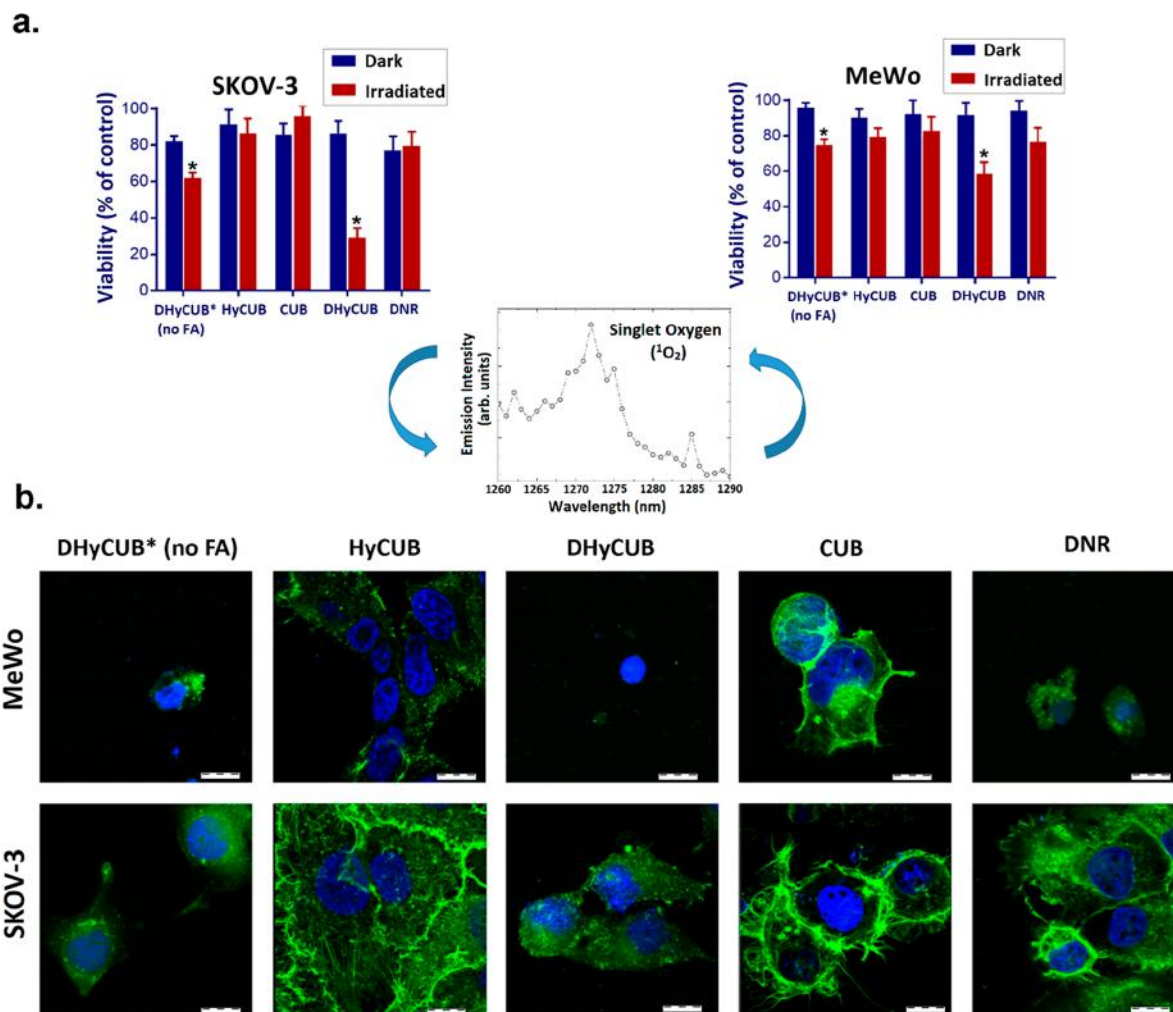 a.
SKOV-3
Dark
Irradiated
Viability (% of control)
100
80
60
40
20
0
*
*
DHyCUB* HyCUB CUB DHyCUB DNR
(no FA)
MeWo
Dark
Irradiated
Viability (% of control)
100
80
60
40
20
0
*
*
DHyCUB* HyCUB CUB DHyCUB DNR
(no FA)
Singlet Oxygen
(¹O₂)
Emission Intensity
(arb. units)
1260 1265 1270 1275 1280 1285 1290
Wavelength (nm)
b.
DHyCUB* (no FA) HyCUB DHyCUB CUB DNR
MeWo
SKOV-3